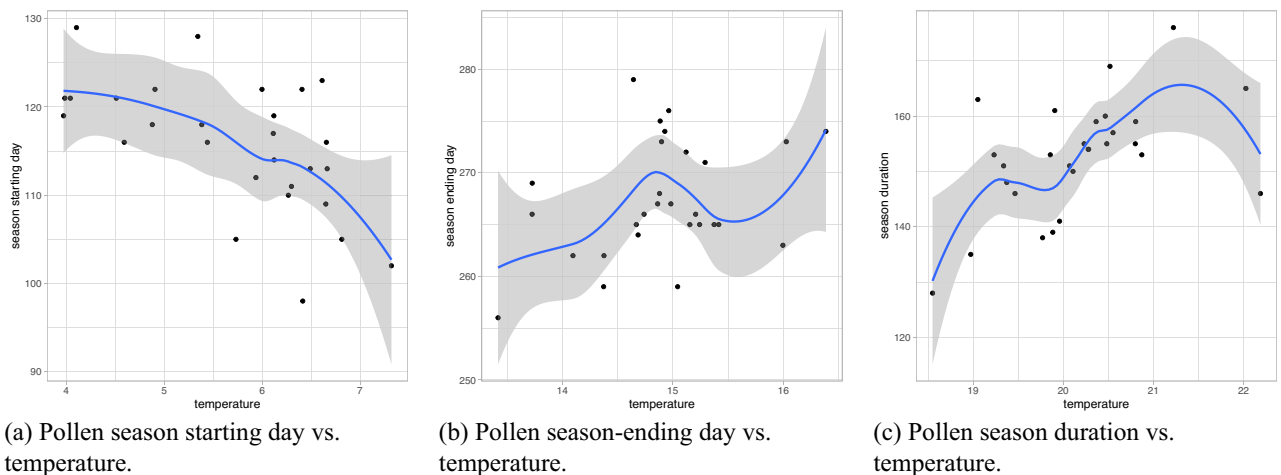 130
120
110
100
90
season starting day
4
5
6
7
temperature
(a) Pollen season starting day vs.
temperature.
280
270
260
250
season ending day
14
15
16
temperature
(b) Pollen season-ending day vs.
temperature.
160
140
120
season duration
19
20
21
22
temperature
(c) Pollen season duration vs.
temperature.